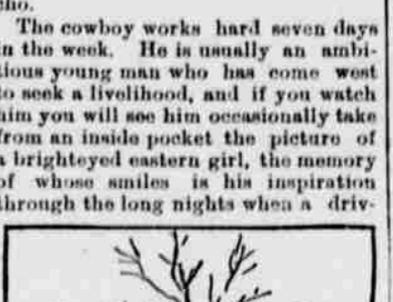 cho.
The cowboy works hard seven days
in the week. He is usually an ambi-
tious young man who has come west
to seek a livelihood, and if you watch
him you will see him occasionally take
from an inside pocket the picture of
a brighteyed eastern girl, the memory
of whose smiles is his inspiration
through the long nights when a driv-